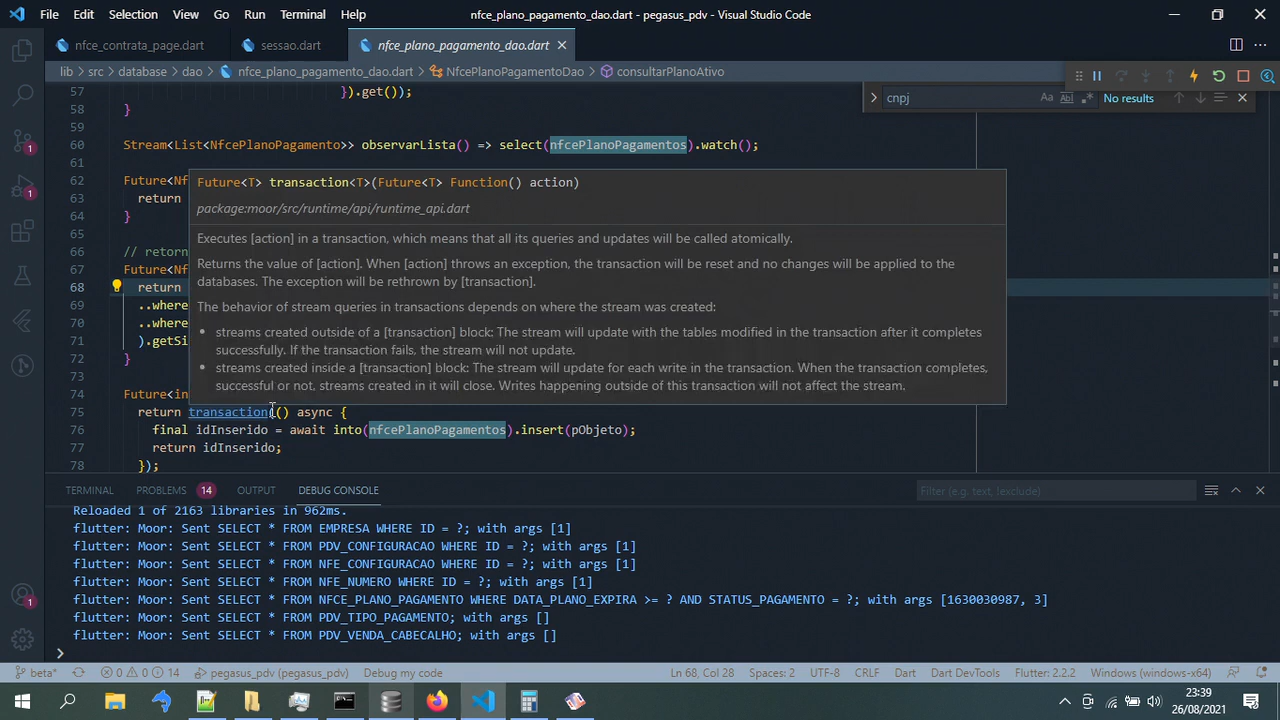 File Edit Selection View Go Run Terminal Help
nfce_plano_pagamento_dao.dart - pegasus_pdv - Visual Studio Code
nfce_contrata_page.dart sessao.dart nfce_plano_pagamento_dao.dart
lib > src > database > dao > nfce_plano_pagamento_dao.dart > NfcePlanoPagamentoDao > consultarPlanoAtivo
cnpj Aa Ab .* No results
57 }).get());
58 }
59
60 Stream<List<NfcePlanoPagamento>> observarLista() => select(nfcePlanoPagamentos).watch();
61
62 Future<Nf
63 return
64 }
65
66 // retorn
67 Future<Nf
68 return
69 ..where
70 ..where
71 ).getSi
72 }
73
74 Future<in
75 return transaction(() async {
76 final idInserido = await into(nfcePlanoPagamentos).insert(pObjeto);
77 return idInserido;
78 });
Future<T> transaction<T>(Future<T> Function() action)
package:moor/src/runtime/api/runtime_api.dart
Executes [action] in a transaction, which means that all its queries and updates will be called atomically.
Returns the value of [action]. When [action] throws an exception, the transaction will be reset and no changes will be applied to the
databases. The exception will be rethrown by [transaction].
The behavior of stream queries in transactions depends on where the stream was created:
• streams created outside of a [transaction] block: The stream will update with the tables modified in the transaction after it completes
successfully. If the transaction fails, the stream will not update.
• streams created inside a [transaction] block: The stream will update for each write in the transaction. When the transaction completes,
successful or not, streams created in it will close. Writes happening outside of this transaction will not affect the stream.
TERMINAL PROBLEMS 14 OUTPUT DEBUG CONSOLE
Filter (e.g. text, !exclude)
Reloaded 1 of 2163 libraries in 962ms.
flutter: Moor: Sent SELECT * FROM EMPRESA WHERE ID = ?; with args [1]
flutter: Moor: Sent SELECT * FROM PDV_CONFIGURACAO WHERE ID = ?; with args [1]
flutter: Moor: Sent SELECT * FROM NFE_CONFIGURACAO WHERE ID = ?; with args [1]
flutter: Moor: Sent SELECT * FROM NFE_NUMERO WHERE ID = ?; with args [1]
flutter: Moor: Sent SELECT * FROM NFCE_PLANO_PAGAMENTO WHERE DATA_PLANO_EXPIRA >= ? AND STATUS_PAGAMENTO = ?; with args [1630030987, 3]
flutter: Moor: Sent SELECT * FROM PDV_TIPO_PAGAMENTO; with args []
flutter: Moor: Sent SELECT * FROM PDV_VENDA_CABECALHO; with args []
>
1
1
1
beta* 0 0 14 pegasus_pdv (pegasus_pdv) Debug my code Ln 68, Col 28 Spaces: 2 UTF-8 CRLF Dart Dart DevTools Flutter: 2.2.2 Windows (windows-x64)
23:39
26/08/2021